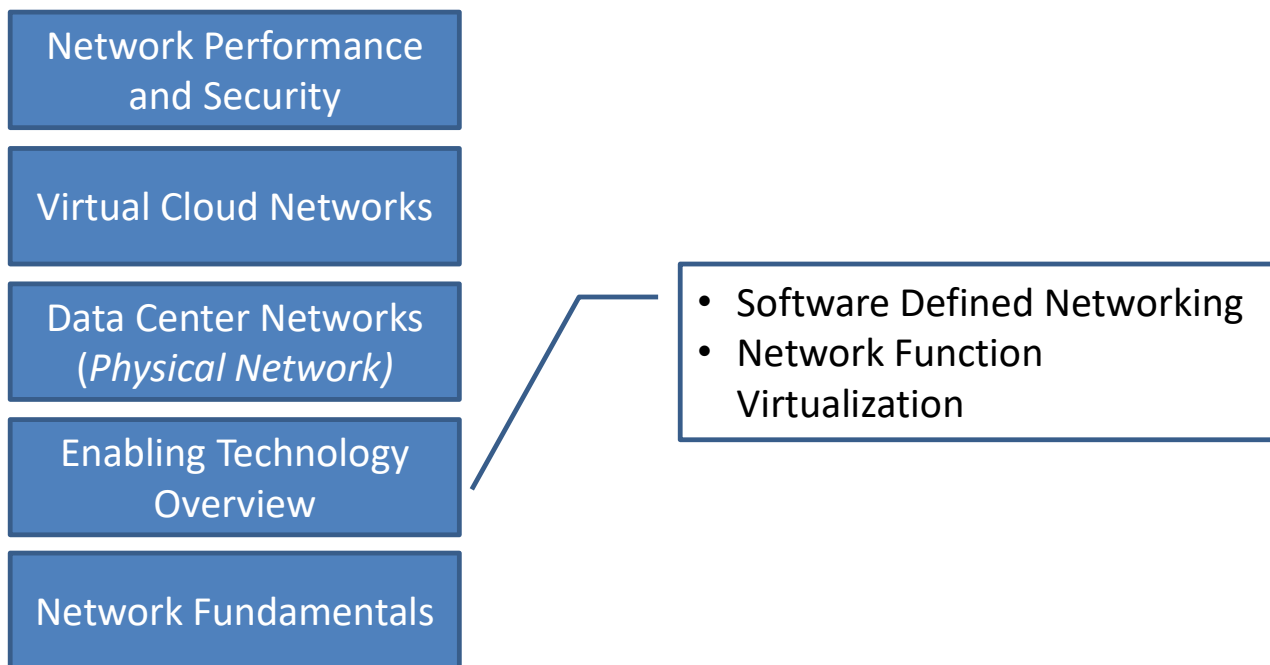 Network Performance
and Security
Virtual Cloud Networks
Data Center Networks
(Physical Network)
Enabling Technology
Overview
Network Fundamentals
• Software Defined Networking
• Network Function
Virtualization